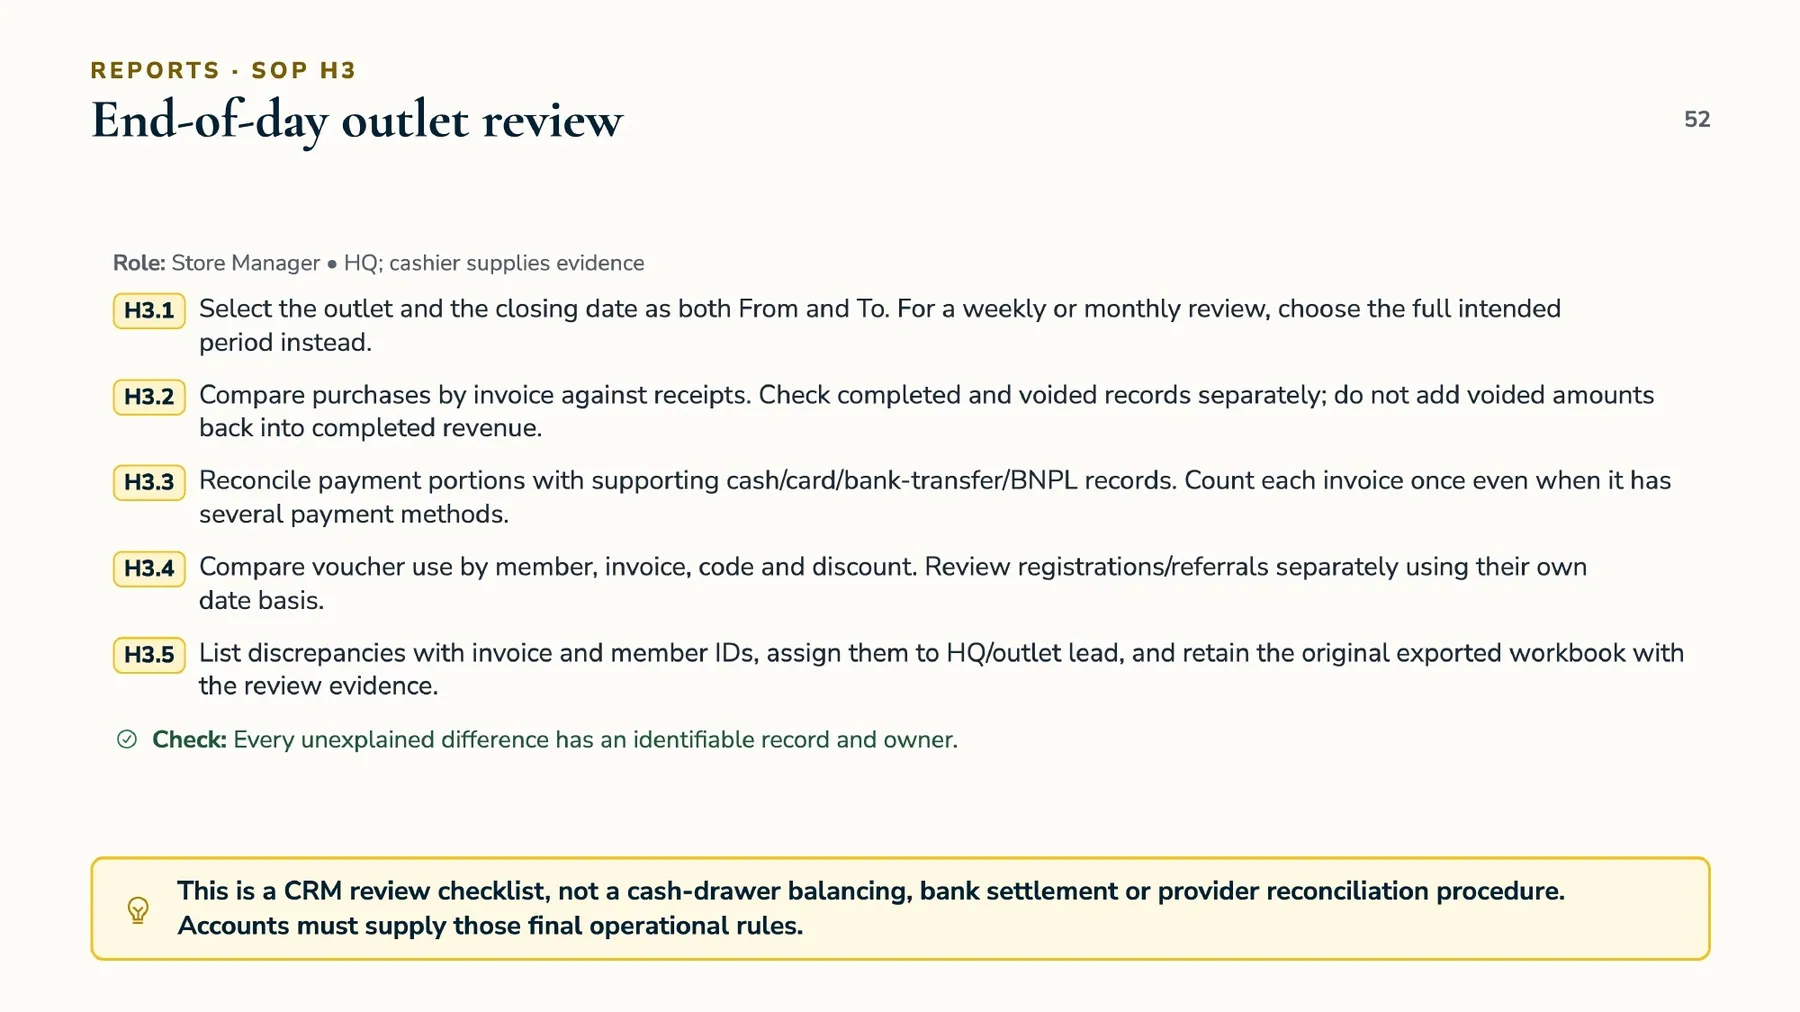 REPORTS · SOP H3
End-of-day outlet review
52
Role: Store Manager • HQ; cashier supplies evidence
H3.1 Select the outlet and the closing date as both From and To. For a weekly or monthly review, choose the full intended
period instead.
H3.2 Compare purchases by invoice against receipts. Check completed and voided records separately; do not add voided amounts
back into completed revenue.
H3.3 Reconcile payment portions with supporting cash/card/bank-transfer/BNPL records. Count each invoice once even when it has
several payment methods.
H3.4 Compare voucher use by member, invoice, code and discount. Review registrations/referrals separately using their own
date basis.
H3.5 List discrepancies with invoice and member IDs, assign them to HQ/outlet lead, and retain the original exported workbook with
the review evidence.
Check: Every unexplained difference has an identifiable record and owner.
This is a CRM review checklist, not a cash-drawer balancing, bank settlement or provider reconciliation procedure.
Accounts must supply those final operational rules.